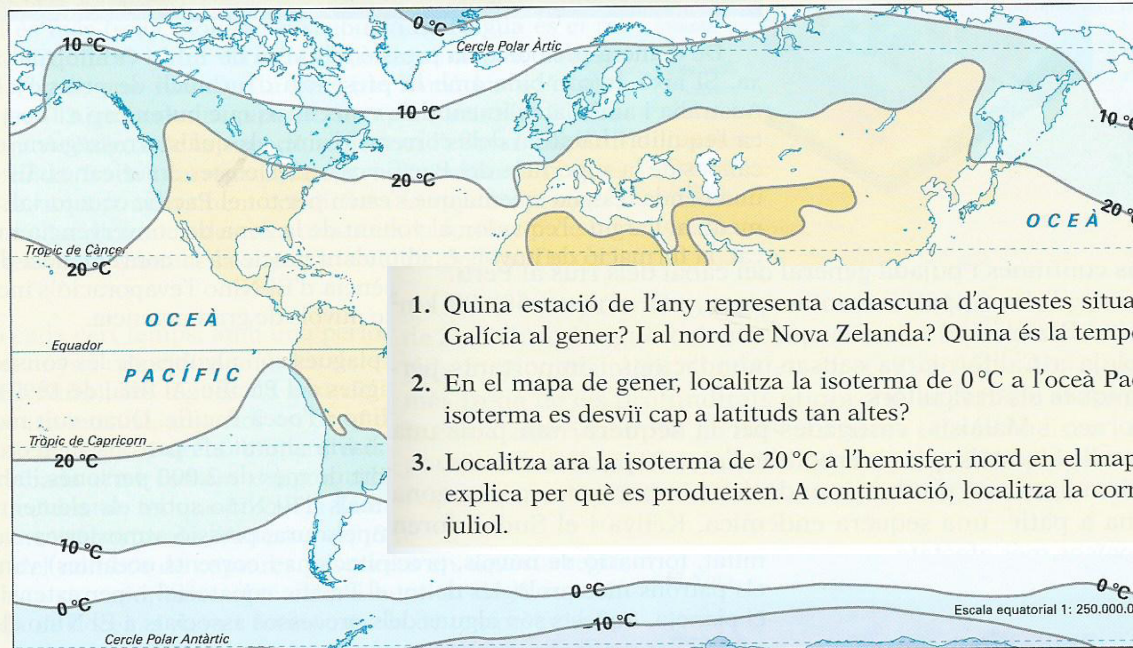 0 °C
10 °C
Cercle Polar Àrtic
10 °C
10 °C
20 °C
20 °C
OCEÀ
Tròpic de Càncer
20 °C
OCEÀ
Equador
PACÍFIC
Tròpic de Capricorn
20 °C
1. Quina estació de l'any representa cadascuna d'aquestes situa
Galícia al gener? I al nord de Nova Zelanda? Quina és la tempe
2. En el mapa de gener, localitza la isoterma de 0 °C a l'oceà Pac
isoterma es desviï cap a latituds tan altes?
3. Localitza ara la isoterma de 20 °C a l'hemisferi nord en el map
explica per què es produeixen. A continuació, localitza la corre
juliol.
10 °C
0 °C
0 °C
0 °C
Escala equatorial 1: 250.000.0
−10 °C
Cercle Polar Antàrtic